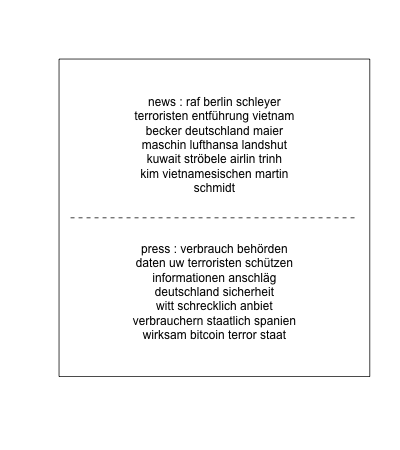 news : raf berlin schleyer
terroristen entführung vietnam
becker deutschland maier
maschin lufthansa landshut
kuwait ströbele airlin trinh
kim vietnamesischen martin
schmidt
press : verbrauch behörden
daten uw terroristen schützen
informationen anschläg
deutschland sicherheit
witt schrecklich anbiet
verbrauchern staatlich spanien
wirksam bitcoin terror staat